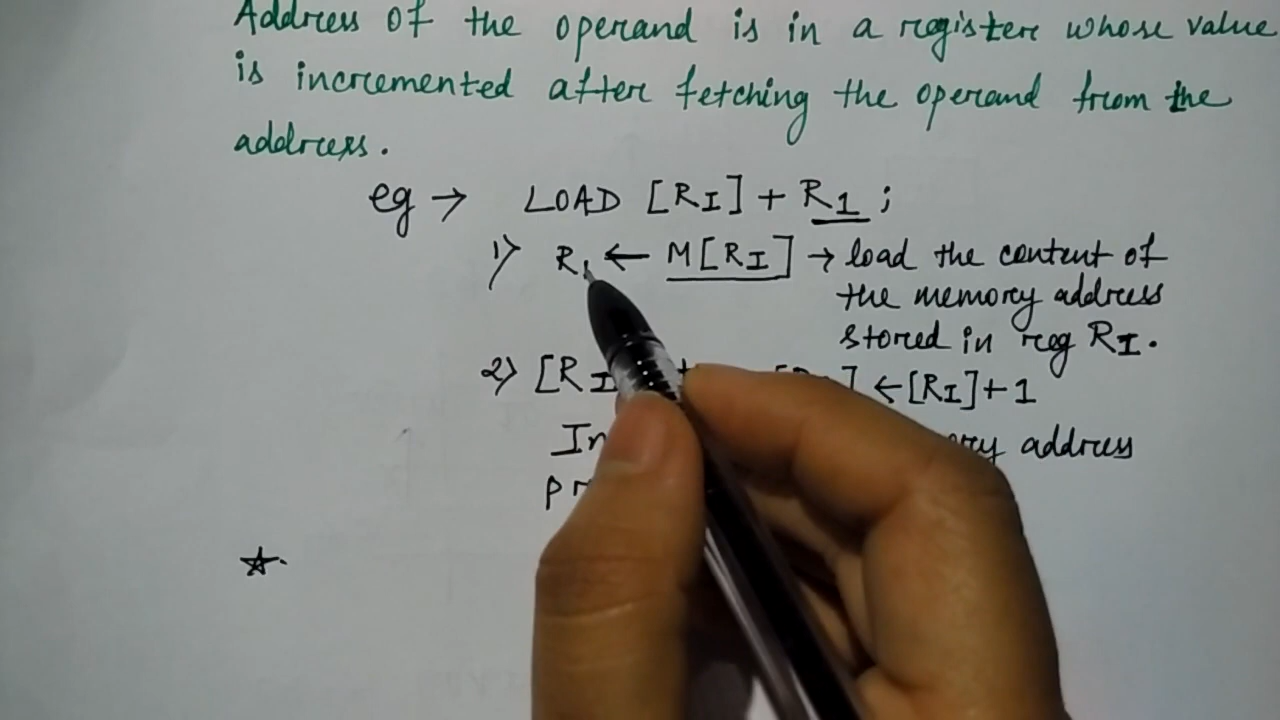 Address of the operand is in a register whose value
is incremented after fetching the operand from the
address.
eg → LOAD [RI] + R1 ;
1) R1 ← M[RI] → load the content of
the memory address
stored in reg RI.
2) [RI ] ← [RI]+1
address